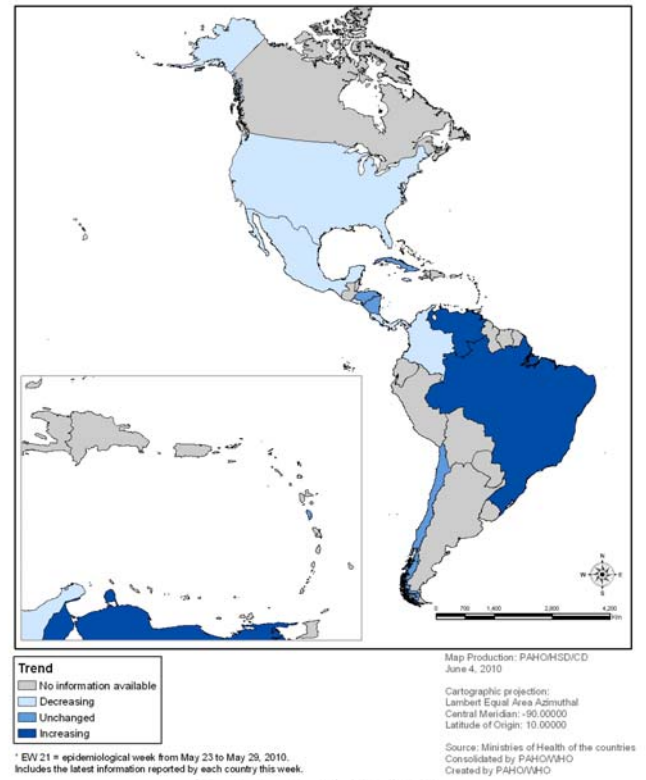 N
W E
S
0 700 1,400 2,800 4,200
Trend
No information available
Decreasing
Unchanged
Increasing
* EW 21 = epidemiological week from May 23 to May 29, 2010.
Includes the latest information reported by each country this week.
Map Production: PAHO/HSD/CD
June 4, 2010
Cartographic projection:
Lambert Equal Area Azimuthal
Central Meridian: -90.00000
Latitude of Origin: 10.00000
Source: Ministries of Health of the countries
Consolidated by PAHO/WHO
Created by PAHO/WHO